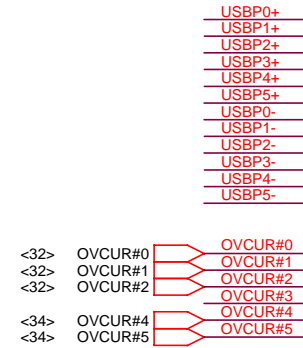 USBP0+
USBP1+
USBP2+
USBP3+
USBP4+
USBP5+
USBP0-
USBP1-
USBP2-
USBP3-
USBP4-
USBP5-
<32> OVCUR#0 OVCUR#0
<32> OVCUR#1 OVCUR#1
<32> OVCUR#2 OVCUR#2
OVCUR#3
<34> OVCUR#4 OVCUR#4
<34> OVCUR#5 OVCUR#5